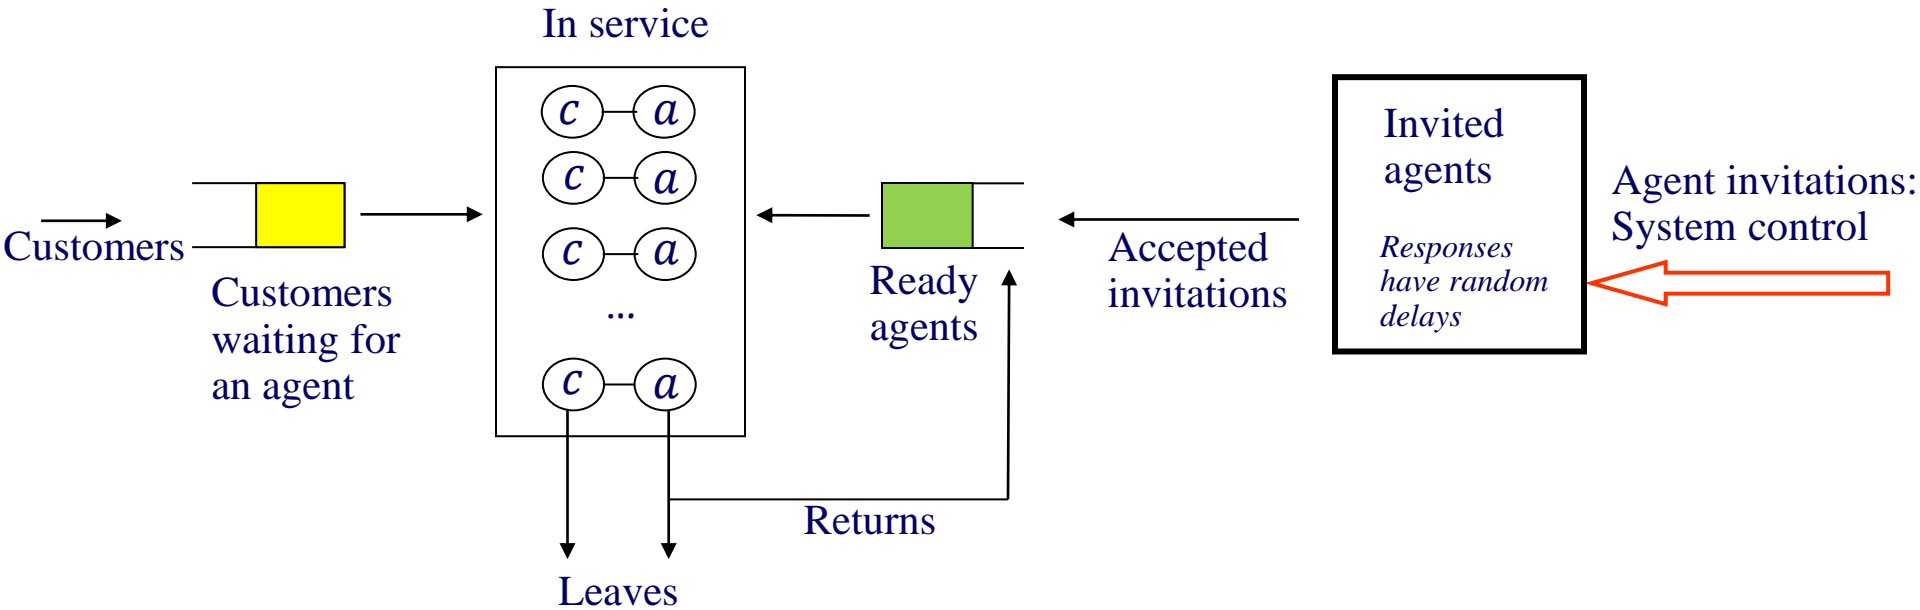 In service
c a
c a
c a
...
c a
Customers
Customers
waiting for
an agent
Ready
agents
Accepted
invitations
Invited
agents
Responses
have random
delays
Agent invitations:
System control
Returns
Leaves